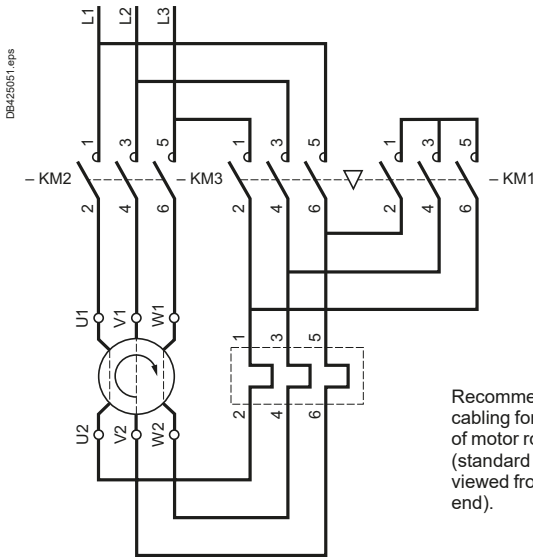 DB425051.eps
L1 L2 L3
1 3 5 1 3 5 1 3 5
– KM2 – KM3 – KM1
2 4 6 2 4 6 2 4 6
U1 V1 W1
1 3 5
2 4 6
U2 V2 W2
Recomme
cabling for
of motor ro
(standard
viewed fro
end).